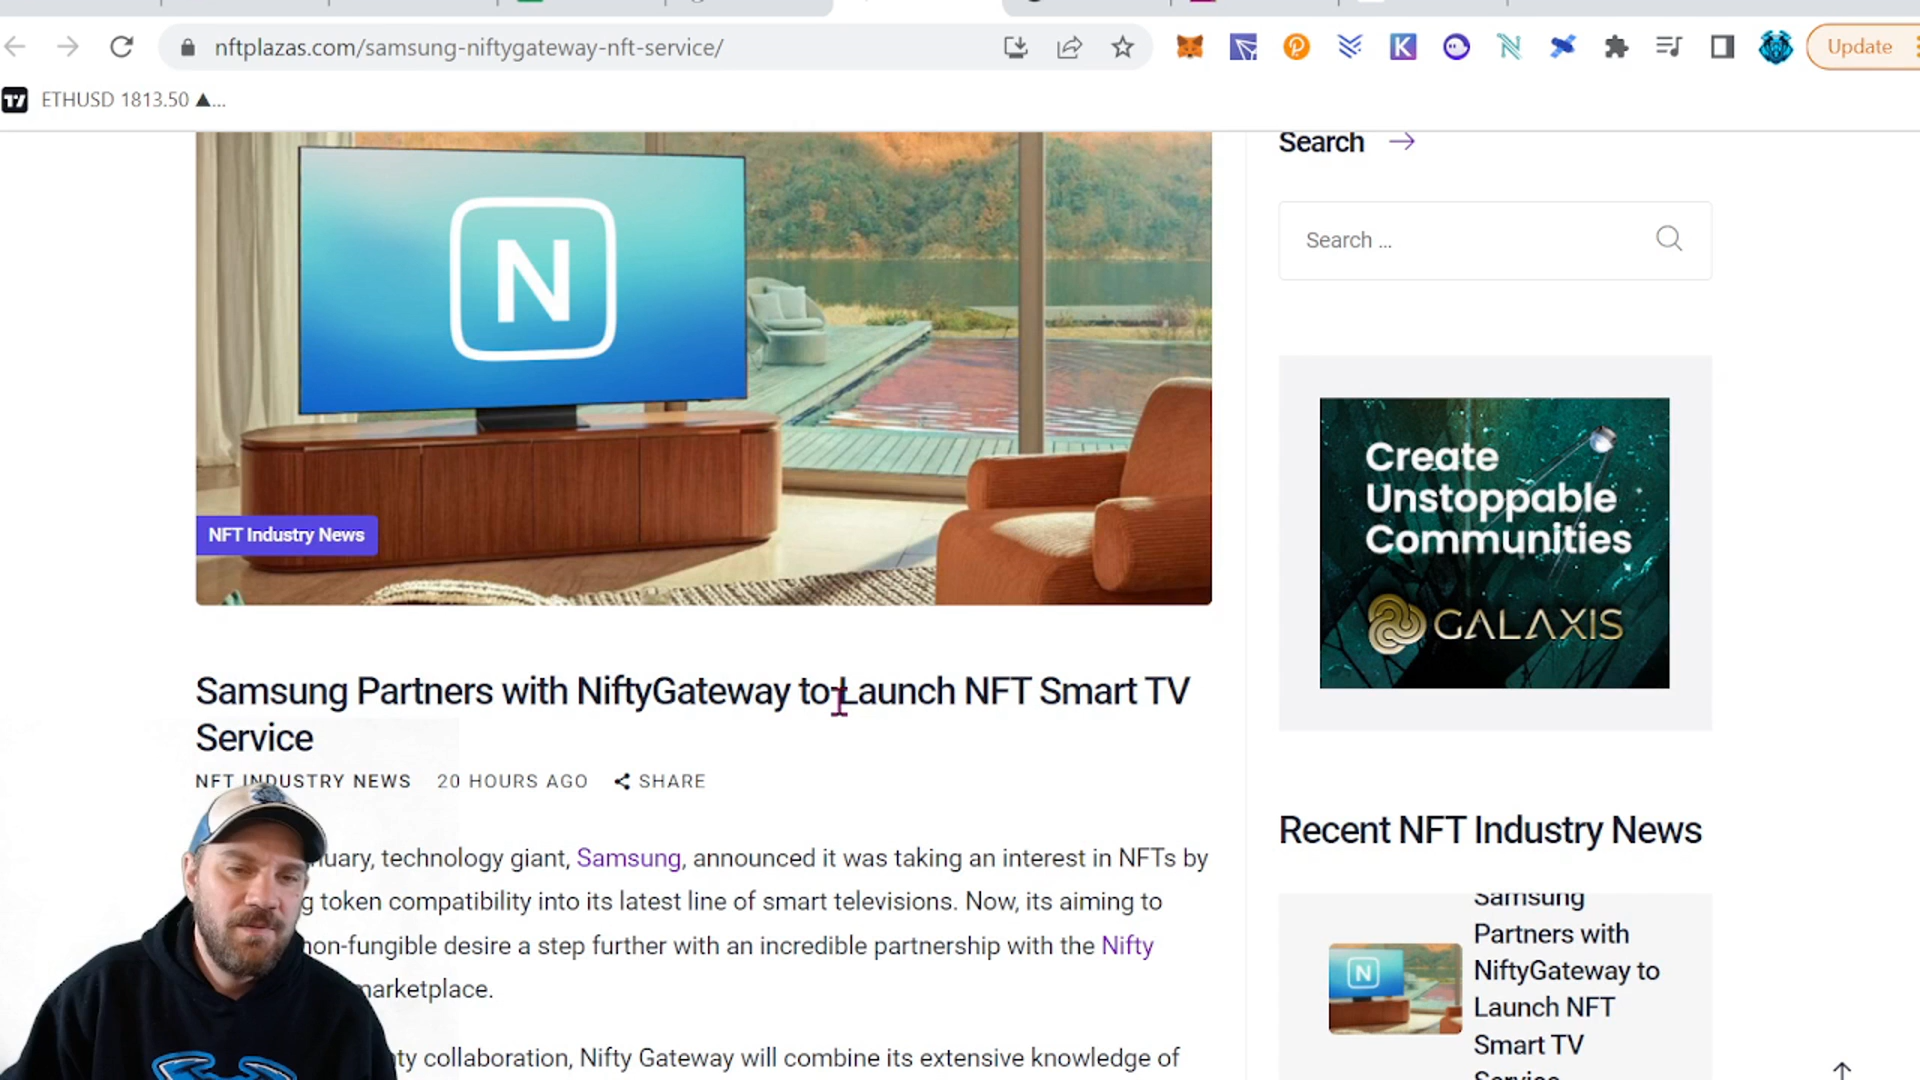 nftplazas.com/samsung-niftygateway-nft-service/
K
Update
ETHUSD 1813.50 ▲...
N
NFT Industry News
Samsung Partners with NiftyGateway to Launch NFT Smart TV
Service
NFT INDUSTRY NEWS 20 HOURS AGO SHARE
technology giant, Samsung, announced it was taking an interest in NFTs by
token compatibility into its latest line of smart televisions. Now, its aiming to
non-fungible desire a step further with an incredible partnership with the Nifty
marketplace.
collaboration, Nifty Gateway will combine its extensive knowledge of
Search →
Search ...
Create
Unstoppable
Communities
GALAXIS
Recent NFT Industry News
Samsung
Partners with
NiftyGateway to
Launch NFT
Smart TV
Service
N